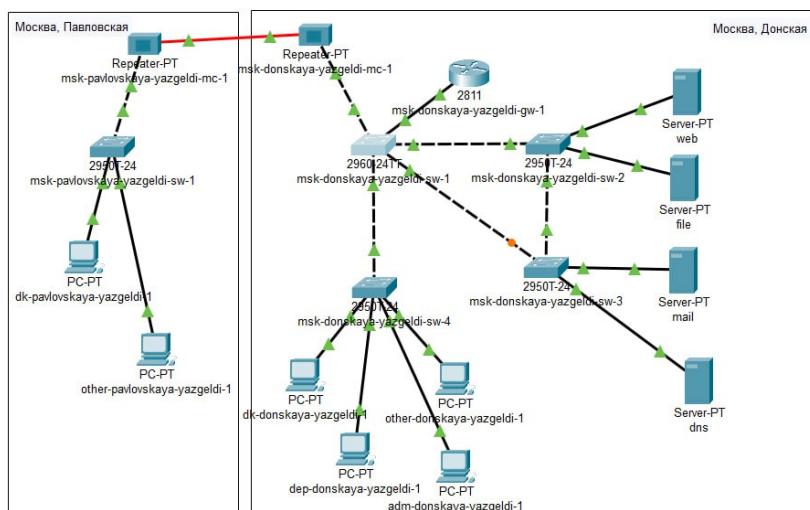 Москва, Павловская
Repeater-PT
msk-pavlovskaya-yazgeldi-mc-1
2950T-24
msk-pavlovskaya-yazgeldi-sw-1
PC-PT
dk-pavlovskaya-yazgeldi-1
PC-PT
other-pavlovskaya-yazgeldi-1
Москва, Донская
Repeater-PT
msk-donskaya-yazgeldi-mc-1
2811
msk-donskaya-yazgeldi-gw-1
2960-24TT
msk-donskaya-yazgeldi-sw-1
2950T-24
msk-donskaya-yazgeldi-sw-2
Server-PT
web
Server-PT
file
2950T-24
msk-donskaya-yazgeldi-sw-3
Server-PT
mail
Server-PT
dns
2950T-24
msk-donskaya-yazgeldi-sw-4
PC-PT
dk-donskaya-yazgeldi-1
PC-PT
other-donskaya-yazgeldi-1
PC-PT
dep-donskaya-yazgeldi-1
PC-PT
adm-donskaya-yazgeldi-1